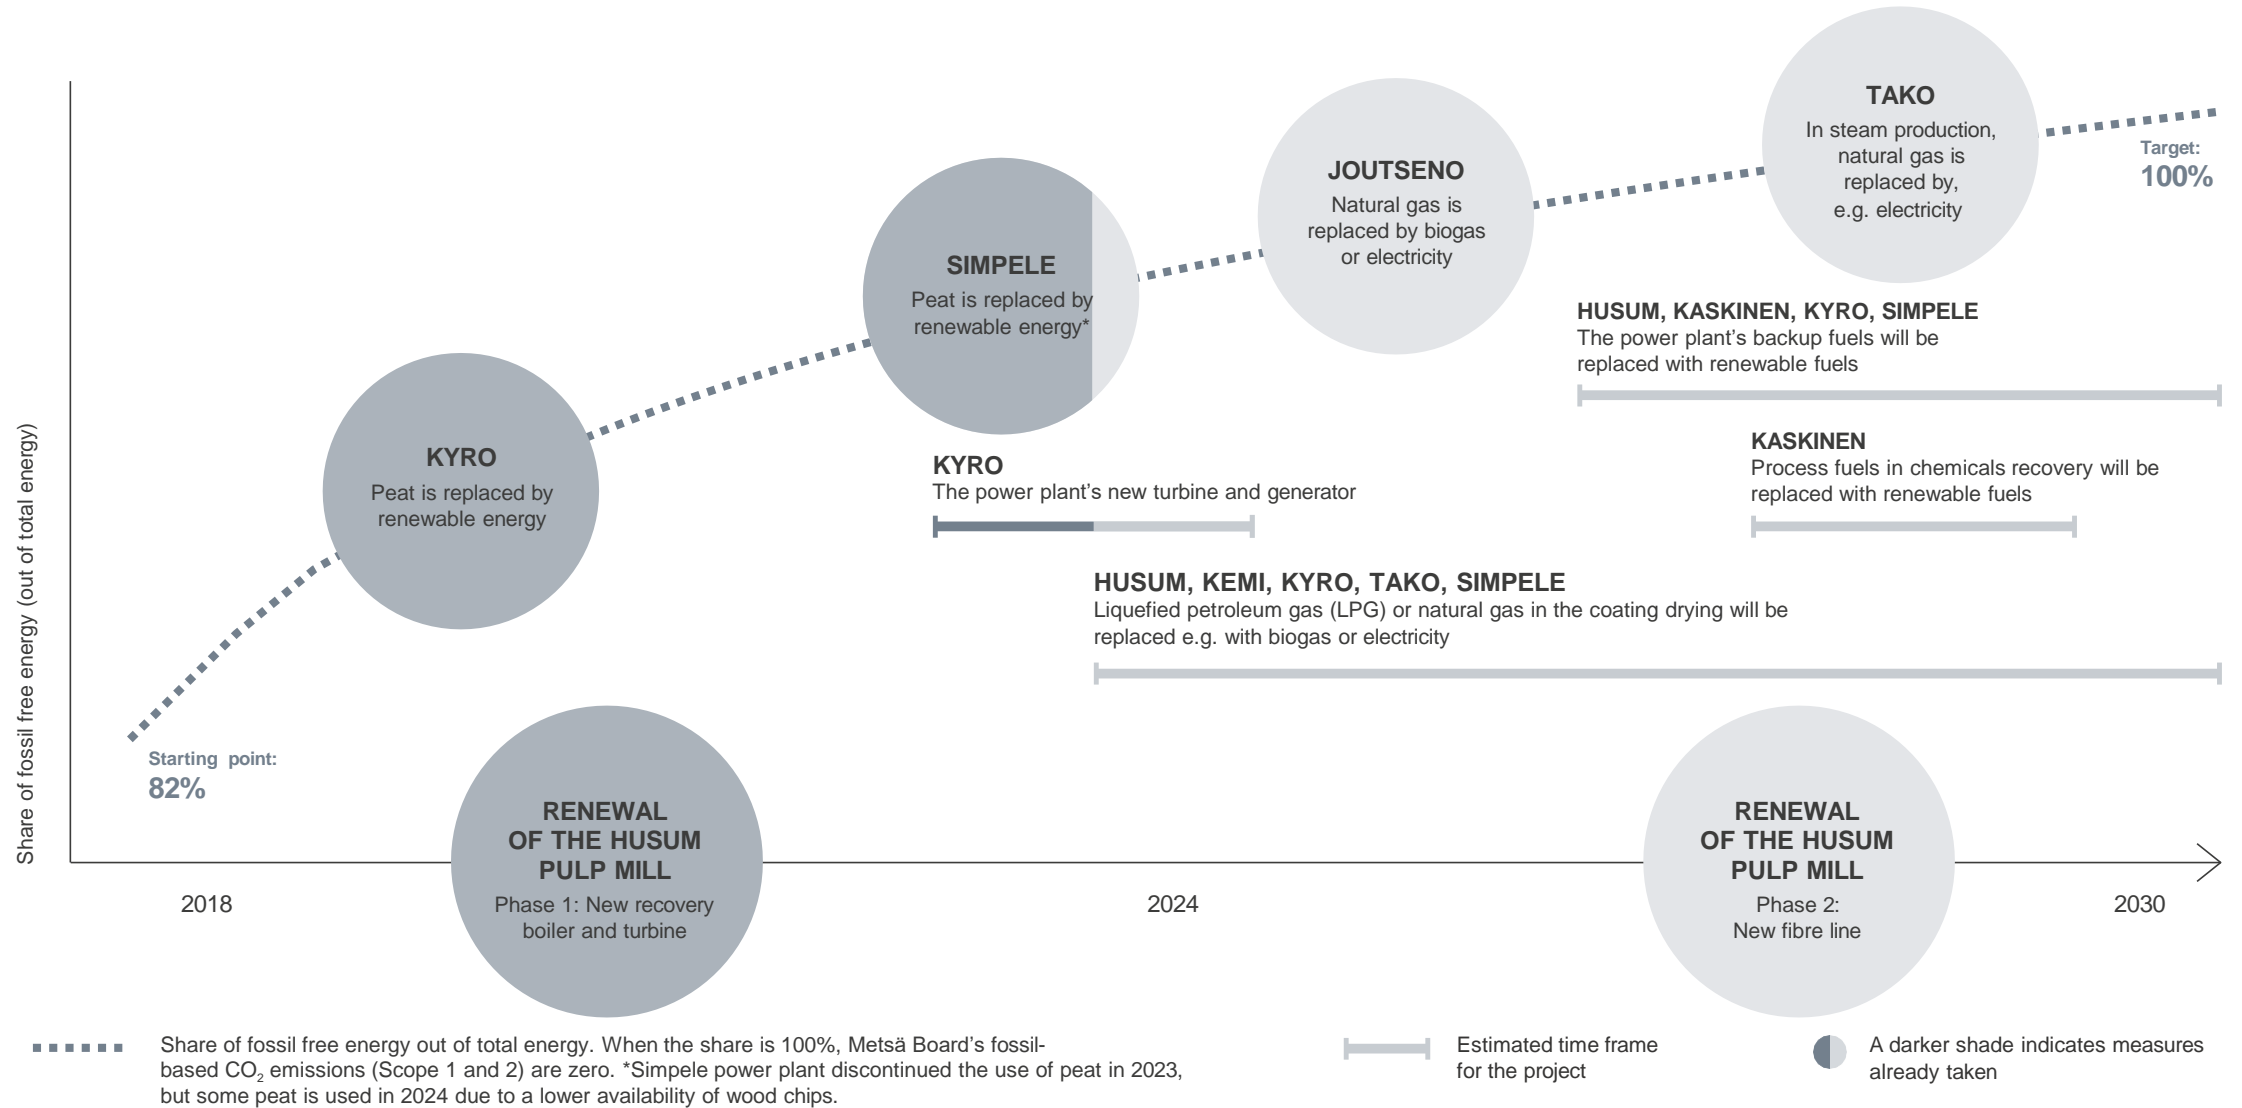 TAKO
In steam production,
natural gas is
replaced by,
e.g. electricity
Target:
100%
JOUTSENO
Natural gas is
replaced by biogas
or electricity
SIMPELE
Peat is replaced by
renewable energy*
HUSUM, KASKINEN, KYRO, SIMPELE
The power plant’s backup fuels will be
replaced with renewable fuels
KYRO
Peat is replaced by
renewable energy
KYRO
The power plant’s new turbine and generator
KASKINEN
Process fuels in chemicals recovery will be
replaced with renewable fuels
HUSUM, KEMI, KYRO, TAKO, SIMPELE
Liquefied petroleum gas (LPG) or natural gas in the coating drying will be
replaced e.g. with biogas or electricity
Share of fossil free energy (out of total energy)
Starting point:
82%
RENEWAL
OF THE HUSUM
PULP MILL
Phase 1: New recovery
boiler and turbine
RENEWAL
OF THE HUSUM
PULP MILL
Phase 2:
New fibre line
2018
2024
2030
Share of fossil free energy out of total energy. When the share is 100%, Metsä Board’s fossil-
based CO2 emissions (Scope 1 and 2) are zero. *Simpele power plant discontinued the use of peat in 2023,
but some peat is used in 2024 due to a lower availability of wood chips.
Estimated time frame
for the project
A darker shade indicates measures
already taken